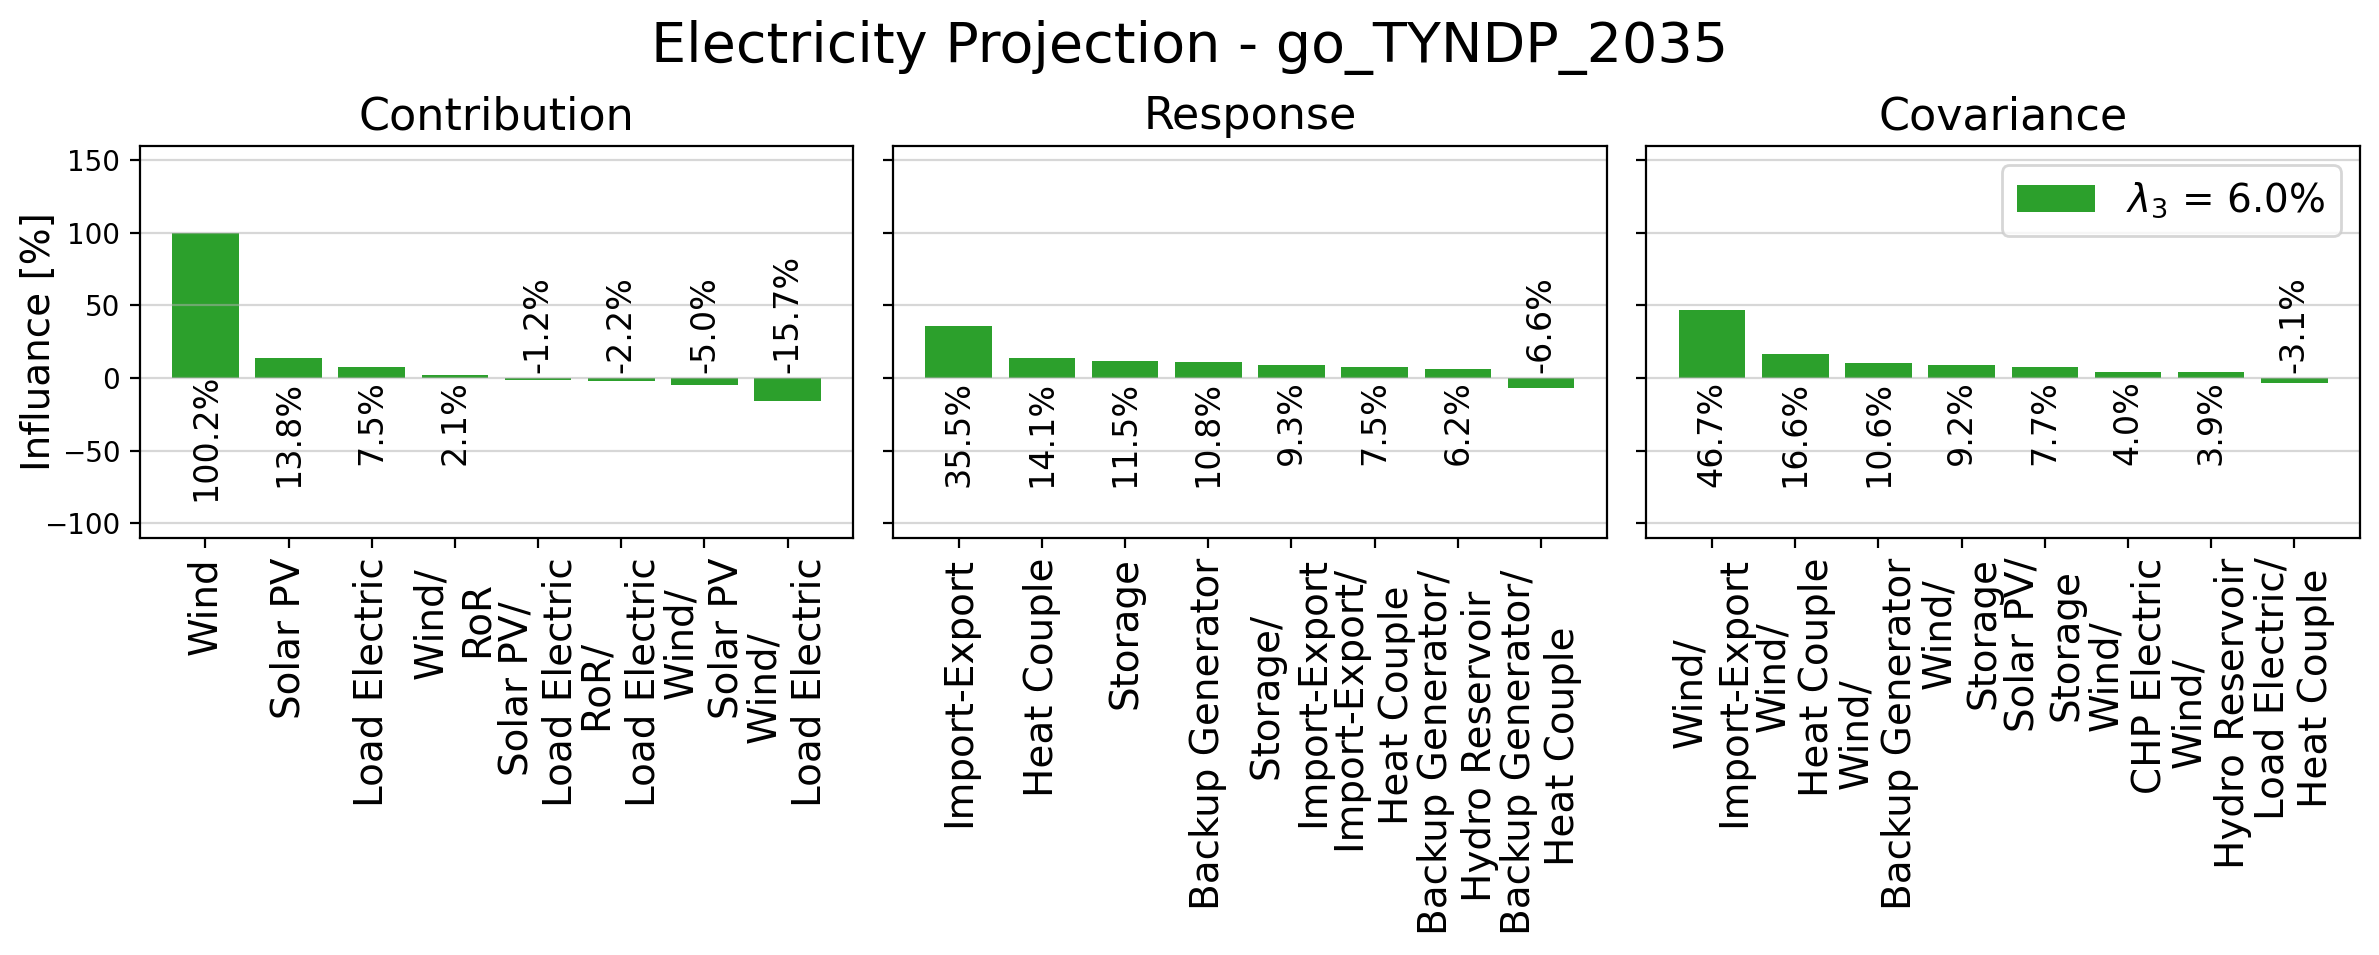 Electricity Projection - go_TYNDP_2035
Contribution
Influance [%]
150
100
50
0
−50
−100
100.2%
13.8%
7.5%
2.1%
-1.2%
-2.2%
-5.0%
-15.7%
Wind
Solar PV
Load Electric
Wind/
RoR
Solar PV/
Load Electric
RoR/
Load Electric
Wind/
Solar PV
Wind/
Load Electric
Response
35.5%
14.1%
11.5%
10.8%
9.3%
7.5%
6.2%
-6.6%
Import-Export
Heat Couple
Storage
Backup Generator
Storage/
Import-Export
Import-Export/
Heat Couple
Backup Generator/
Hydro Reservoir
Backup Generator/
Heat Couple
Covariance
λ3 = 6.0%
46.7%
16.6%
10.6%
9.2%
7.7%
4.0%
3.9%
-3.1%
Wind/
Import-Export
Wind/
Heat Couple
Wind/
Backup Generator
Wind/
Storage
Solar PV/
Storage
Wind/
CHP Electric
Wind/
Hydro Reservoir
Load Electric/
Heat Couple